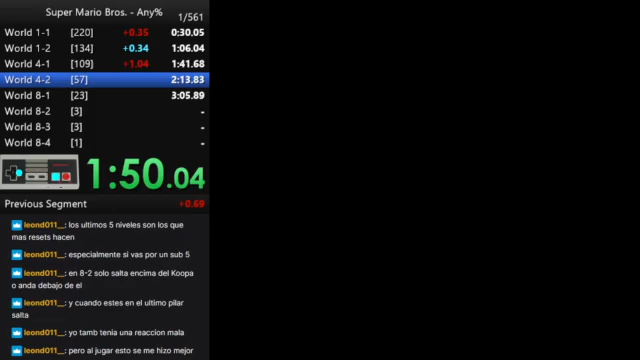 Super Mario Bros. - Any%
1/561
World 1-1 [220] +0.35 0:30.05
World 1-2 [134] +0.34 1:06.04
World 4-1 [109] +1.04 1:41.68
World 4-2 [57] 2:13.83
World 8-1 [23] 3:05.89
World 8-2 [3] -
World 8-3 [3] -
World 8-4 [1] -
1:50.04
Previous Segment +0.69
leond011__: los ultimos 5 niveles son los que
mas resets hacen
leond011__: especialmente si vas por un sub 5
leond011__: en 8-2 solo salta encima del Koopa
o anda debajo de el
leond011__: y cuando estes en el ultimo pilar
salta
leond011__: yo tamb tenia una reaccion mala
leond011__: pero al jugar esto se me hizo mejor